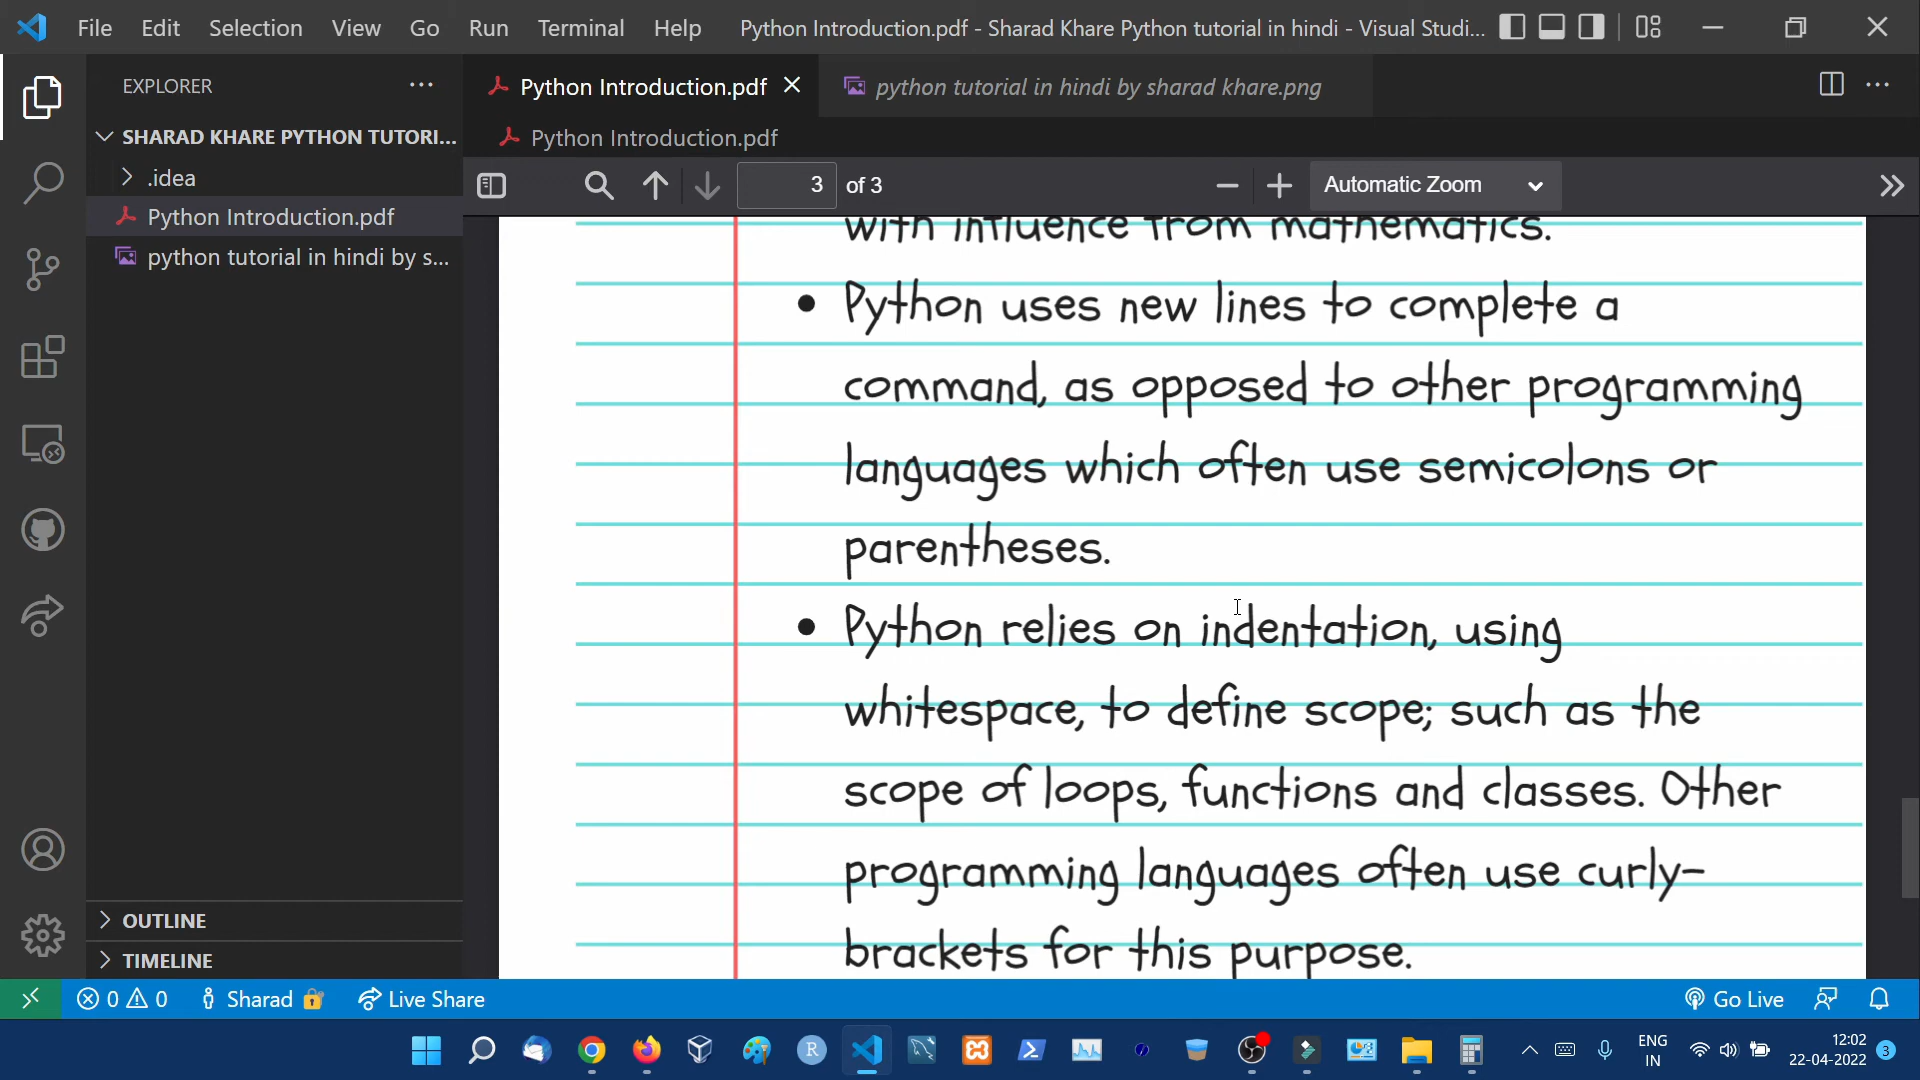 File Edit Selection View Go Run Terminal Help Python Introduction.pdf - Sharad Khare Python tutorial in hindi - Visual Studi...
EXPLORER
Python Introduction.pdf python tutorial in hindi by sharad khare.png
SHARAD KHARE PYTHON TUTORI...
Python Introduction.pdf
.idea
3 of 3 Automatic Zoom
Python Introduction.pdf
python tutorial in hindi by s...
with influence from mathematics.
• Python uses new lines to complete a
command, as opposed to other programming
languages which often use semicolons or
parentheses.
• Python relies on indentation, using
whitespace, to define scope; such as the
scope of loops, functions and classes. Other
programming languages often use curly-
brackets for this purpose.
OUTLINE
TIMELINE
0 0 Sharad Live Share Go Live
R
ENG
IN
12:02
22-04-2022
3